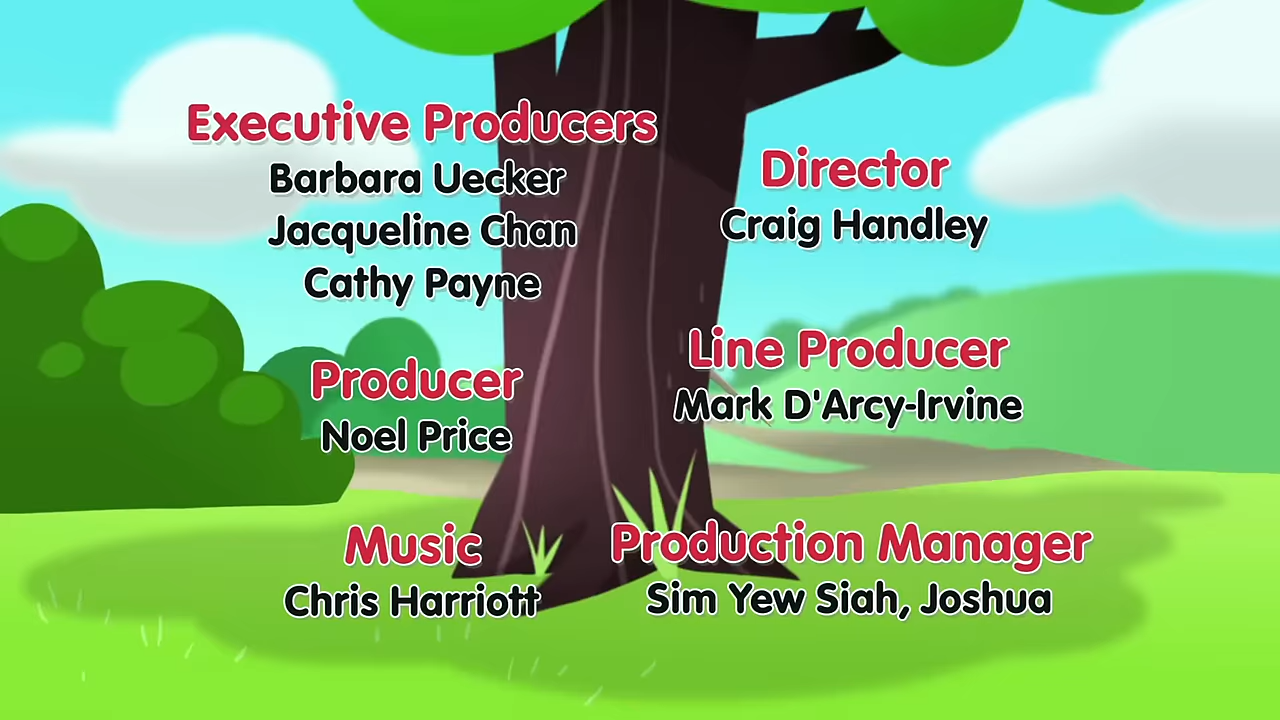 Executive Producers
Barbara Uecker
Jacqueline Chan
Cathy Payne
Producer
Noel Price
Music
Chris Harriott
Director
Craig Handley
Line Producer
Mark D'Arcy-Irvine
Production Manager
Sim Yew Siah, Joshua